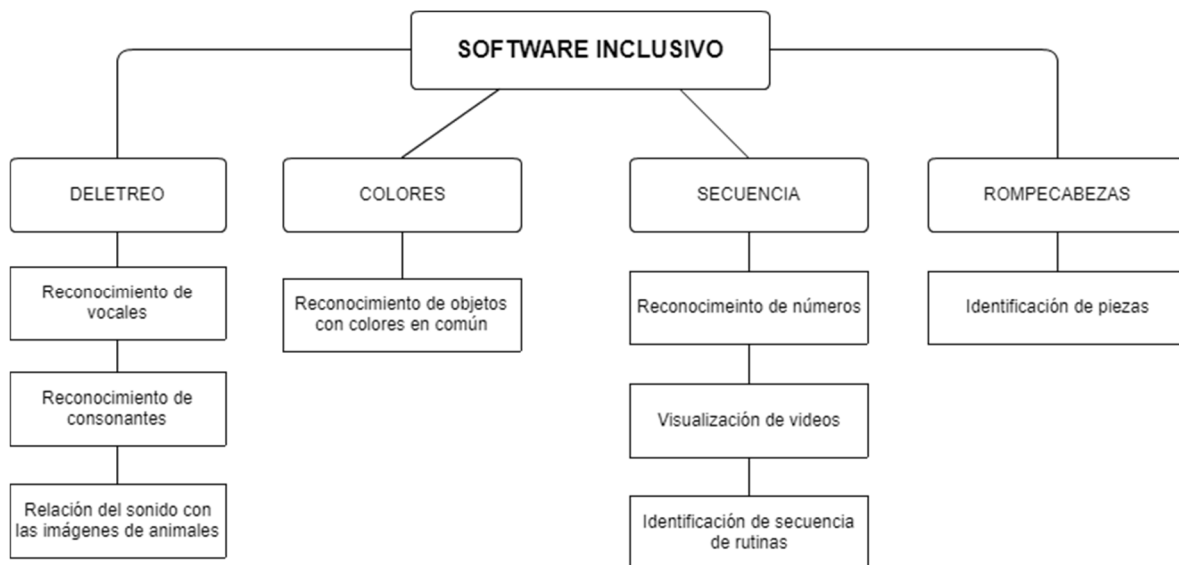 SOFTWARE INCLUSIVO
DELETREO
COLORES
SECUENCIA
ROMPECABEZAS
Reconocimiento de
vocales
Reconocimiento de objetos
con colores en común
Reconocimeinto de números
Identificación de piezas
Reconocimiento de
consonantes
Visualización de videos
Relación del sonido con
las imágenes de animales
Identificación de secuencia
de rutinas